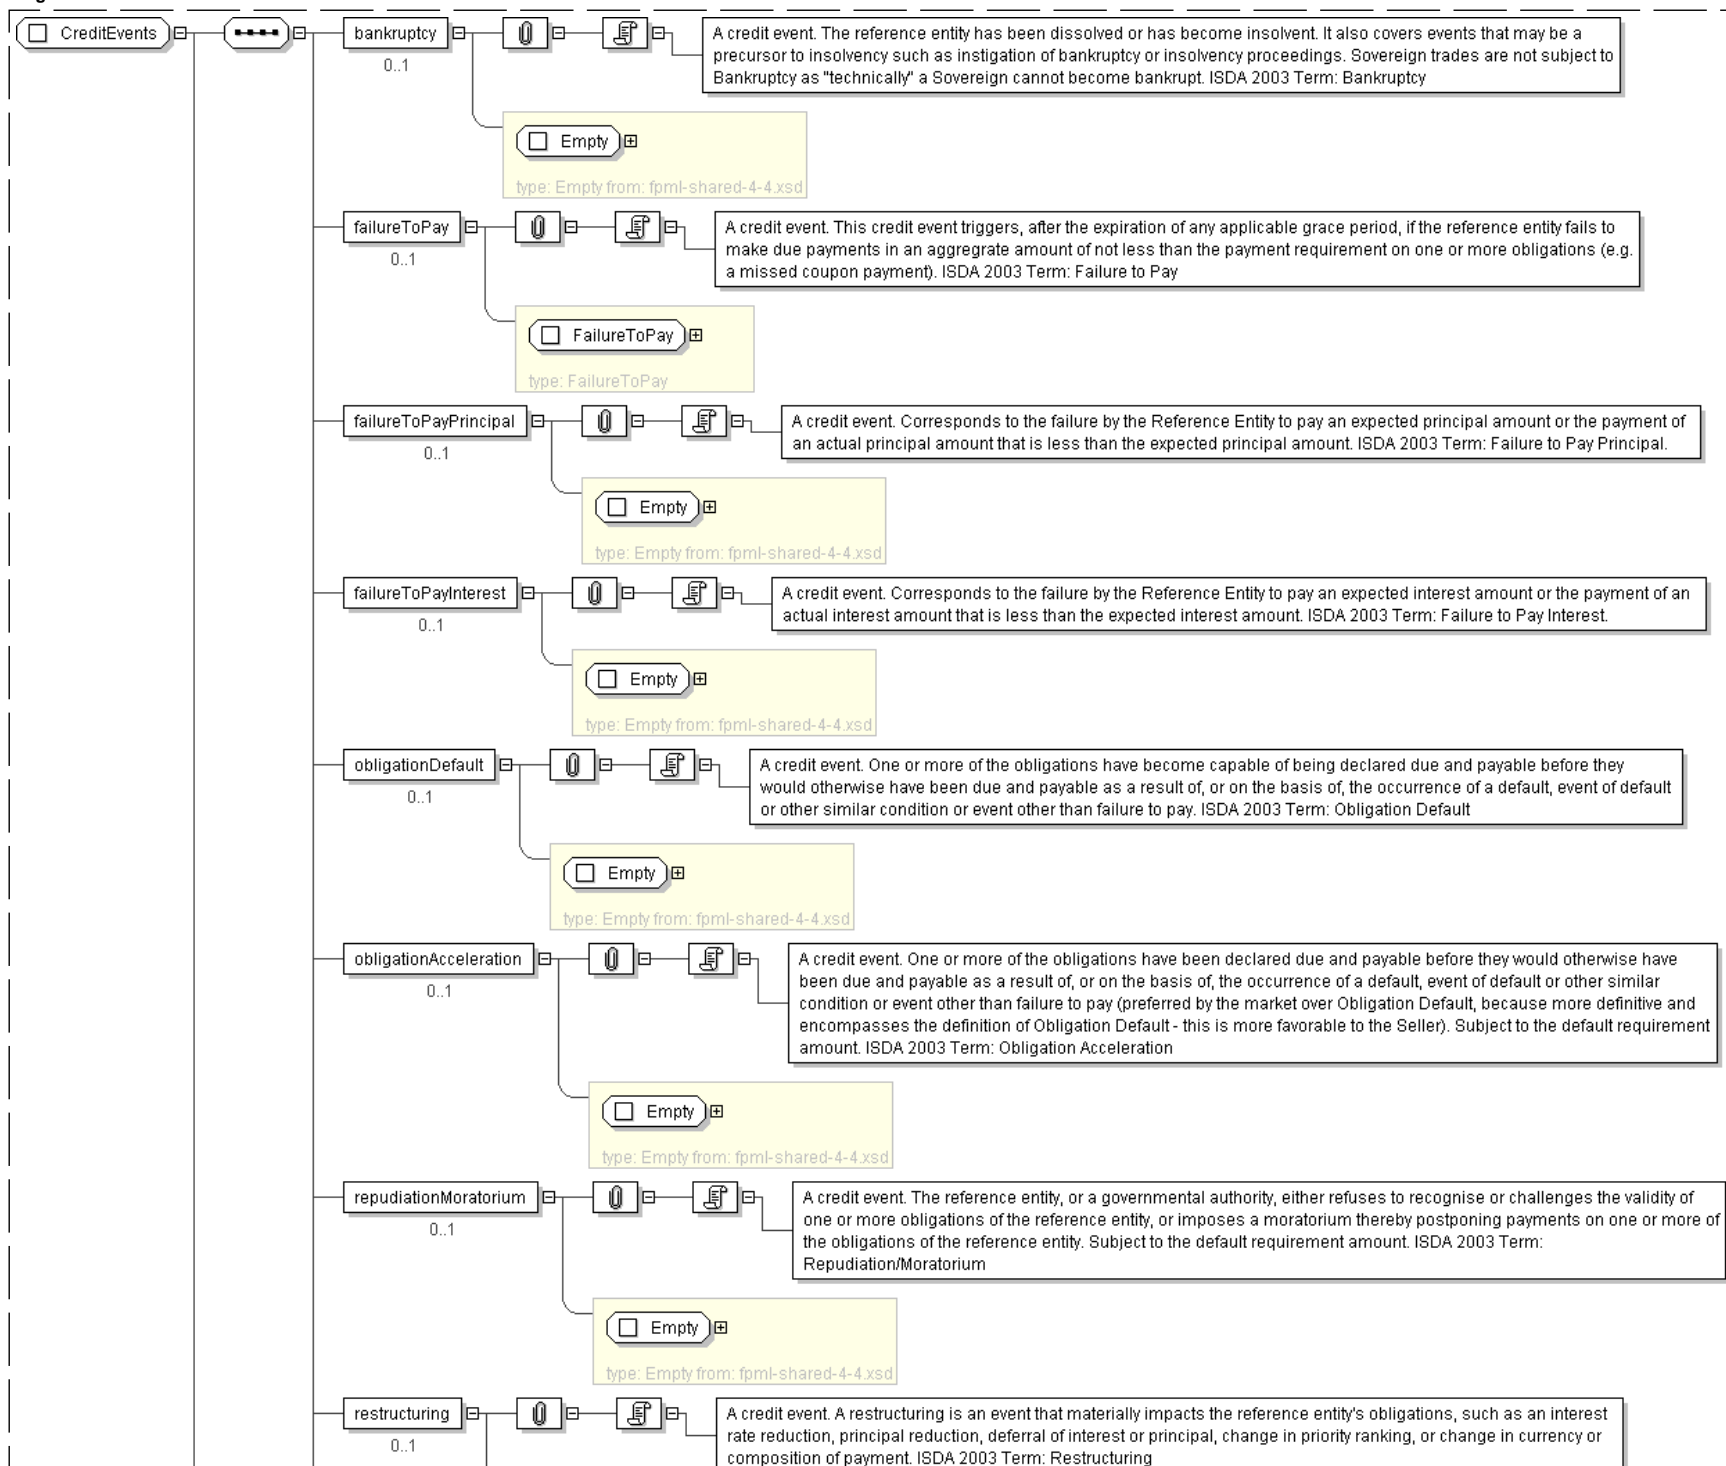 CreditEvents
bankruptcy
0..1
A credit event. The reference entity has been dissolved or has become insolvent. It also covers events that may be a
precursor to insolvency such as instigation of bankruptcy or insolvency proceedings. Sovereign trades are not subject to
Bankruptcy as "technically" a Sovereign cannot become bankrupt. ISDA 2003 Term: Bankruptcy
Empty
type: Empty from: fpml-shared-4-4.xsd
failureToPay
0..1
A credit event. This credit event triggers, after the expiration of any applicable grace period, if the reference entity fails to
make due payments in an aggregrate amount of not less than the payment requirement on one or more obligations (e.g.
a missed coupon payment). ISDA 2003 Term: Failure to Pay
FailureToPay
type: FailureToPay
failureToPayPrincipal
0..1
A credit event. Corresponds to the failure by the Reference Entity to pay an expected principal amount or the payment of
an actual principal amount that is less than the expected principal amount. ISDA 2003 Term: Failure to Pay Principal.
Empty
type: Empty from: fpml-shared-4-4.xsd
failureToPayInterest
0..1
A credit event. Corresponds to the failure by the Reference Entity to pay an expected interest amount or the payment of an
actual interest amount that is less than the expected interest amount. ISDA 2003 Term: Failure to Pay Interest.
Empty
type: Empty from: fpml-shared-4-4.xsd
obligationDefault
0..1
A credit event. One or more of the obligations have become capable of being declared due and payable before they
would otherwise have been due and payable as a result of, or on the basis of, the occurrence of a default, event of default
or other similar condition or event other than failure to pay. ISDA 2003 Term: Obligation Default
Empty
type: Empty from: fpml-shared-4-4.xsd
obligationAcceleration
0..1
A credit event. One or more of the obligations have been declared due and payable before they would otherwise have
been due and payable as a result of, or on the basis of, the occurrence of a default, event of default or other similar
condition or event other than failure to pay (preferred by the market over Obligation Default, because more definitive and
encompasses the definition of Obligation Default - this is more favorable to the Seller). Subject to the default requirement
amount. ISDA 2003 Term: Obligation Acceleration
Empty
type: Empty from: fpml-shared-4-4.xsd
repudiationMoratorium
0..1
A credit event. The reference entity, or a governmental authority, either refuses to recognise or challenges the validity of
one or more obligations of the reference entity, or imposes a moratorium thereby postponing payments on one or more of
the obligations of the reference entity. Subject to the default requirement amount. ISDA 2003 Term:
Repudiation/Moratorium
Empty
type: Empty from: fpml-shared-4-4.xsd
restructuring
0..1
A credit event. A restructuring is an event that materially impacts the reference entity's obligations, such as an interest
rate reduction, principal reduction, deferral of interest or principal, change in priority ranking, or change in currency or
composition of payment. ISDA 2003 Term: Restructuring